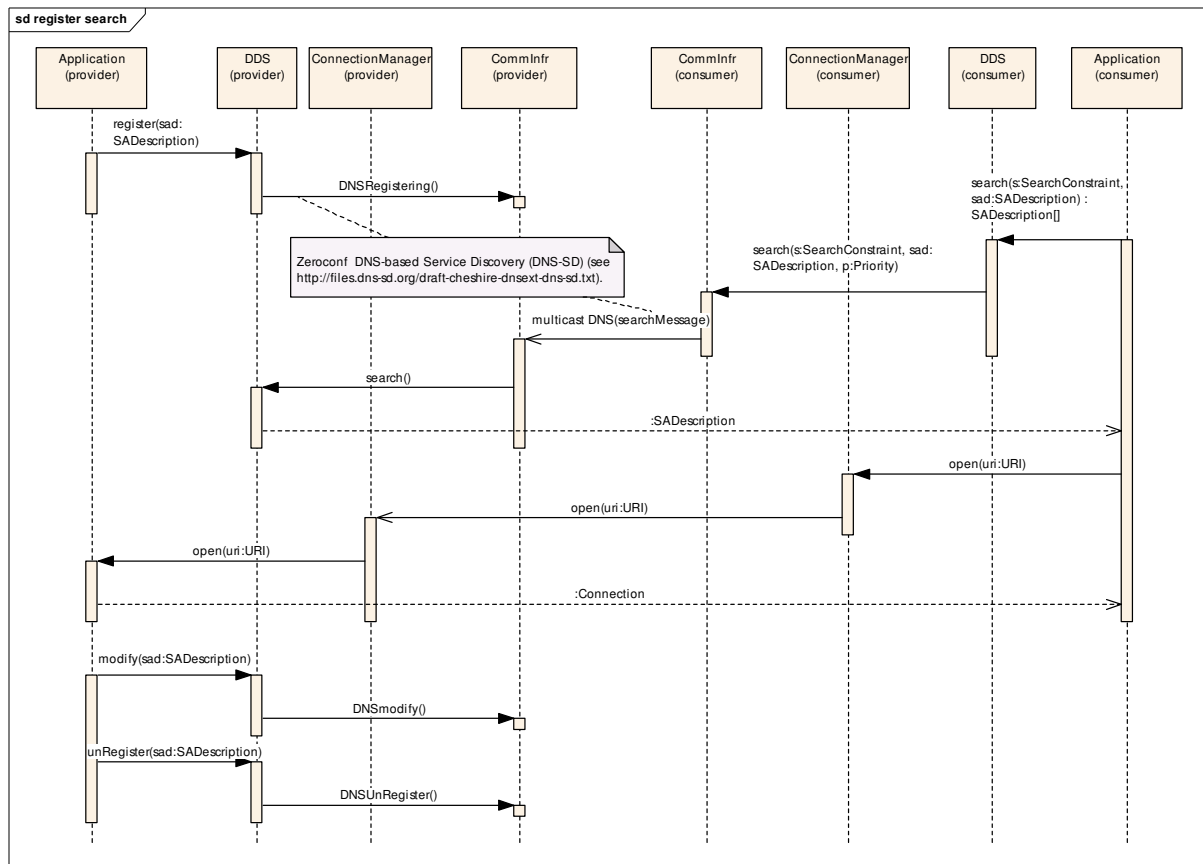 sd register search
Application
(provider)
DDS
(provider)
ConnectionManager
(provider)
CommInfr
(provider)
CommInfr
(consumer)
ConnectionManager
(consumer)
DDS
(consumer)
Application
(consumer)
register(sad:
SADescription)
DNSRegistering()
search(s:SearchConstraint,
sad:SADescription) :
SADescription[]
Zeroconf DNS-based Service Discovery (DNS-SD) (see
http://files.dns-sd.org/draft-cheshire-dnsext-dns-sd.txt).
search(s:SearchConstraint, sad:
SADescription, p:Priority)
multicast DNS(searchMessage)
search()
:SADescription
open(uri:URI)
open(uri:URI)
open(uri:URI)
:Connection
modify(sad:SADescription)
DNSmodify()
unRegister(sad:SADescription)
DNSUnRegister()